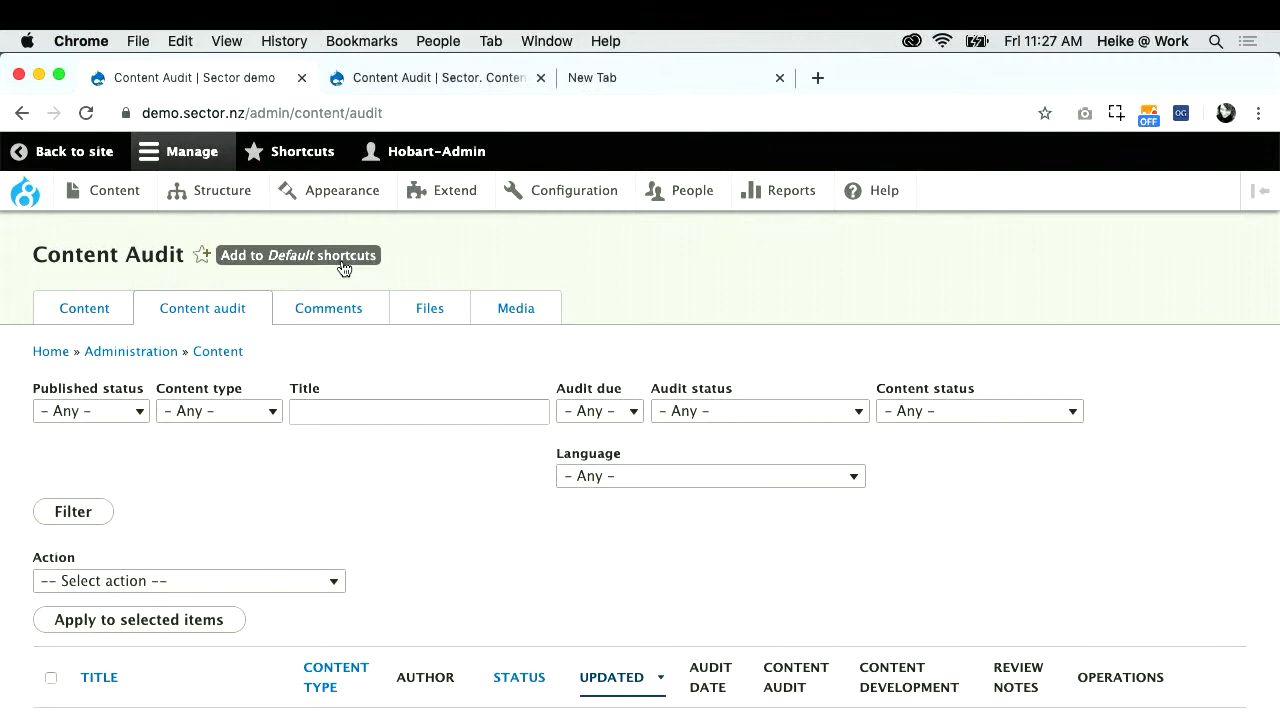 Chrome File Edit View History Bookmarks People Tab Window Help Fri 11:27 AM Heike @ Work
Content Audit | Sector demo Content Audit | Sector. Conten New Tab
demo.sector.nz/admin/content/audit OFF OG
Back to site Manage Shortcuts Hobart-Admin
Content Structure Appearance Extend Configuration People Reports Help
Content Audit Add to Default shortcuts
Content Content audit Comments Files Media
Home » Administration » Content
Published status Content type Title Audit due Audit status Content status
- Any - - Any - - Any - - Any - - Any -
Language
- Any -
Filter
Action
-- Select action --
Apply to selected items
TITLE CONTENT TYPE AUTHOR STATUS UPDATED AUDIT DATE CONTENT AUDIT CONTENT DEVELOPMENT REVIEW NOTES OPERATIONS